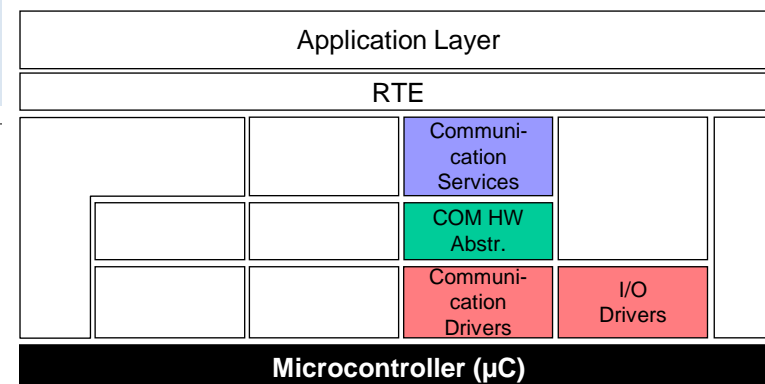 Application Layer
RTE
Communi-
cation
Services
COM HW
Abstr.
Communi-
cation
Drivers
I/O
Drivers
Microcontroller (µC)